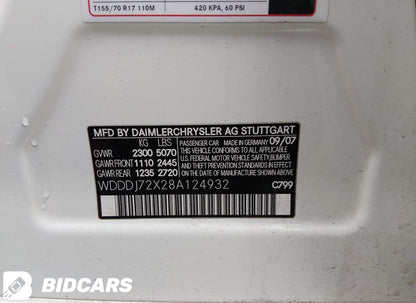 T155/70 R17 110M 420 KPA, 60 PSI
MFD BY DAIMLERCHRYSLER AG STUTTGART
KG LBS PASSENGER CAR MADE IN GERMANY 09/07
GVWR 2300 5070 THIS VEHICLE CONFORMS TO ALL APPLICABLE
GAWR FRONT 1110 2445 U.S. FEDERAL MOTOR VEHICLE SAFETY, BUMPER,
GAWR REAR 1235 2720 AND THEFT PREVENTION STANDARDS IN EFFECT ON THE DATE OF MANUFACTURE SHOWN ABOVE.
WDDDJ72X28A124932 C799
BIDCARS